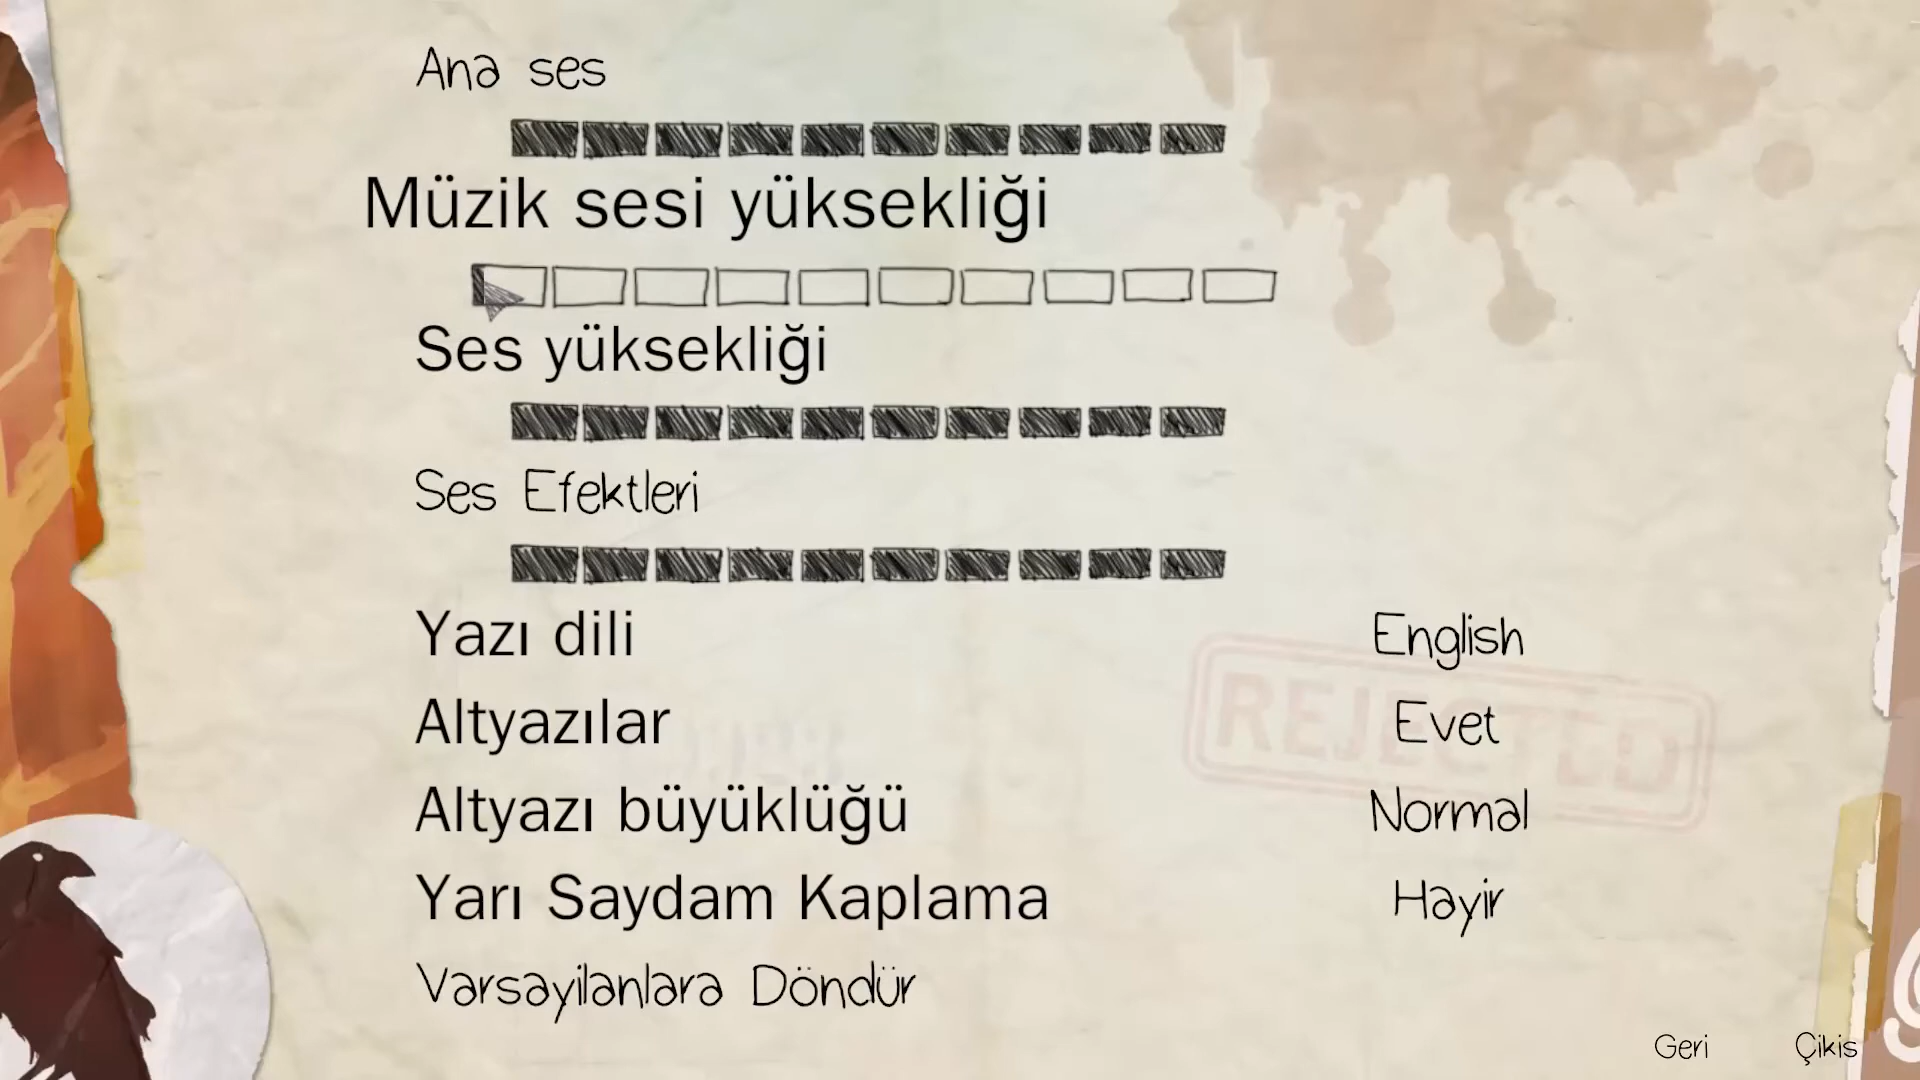 Ana ses
Müzik sesi yüksekliği
Ses yüksekliği
Ses Efektleri
Yazı dili English
REJECTED
Altyazılar Evet
Altyazı büyüklüğü Normal
Yarı Saydam Kaplama Hayir
Varsayilanlara Döndür
Geri Çikis